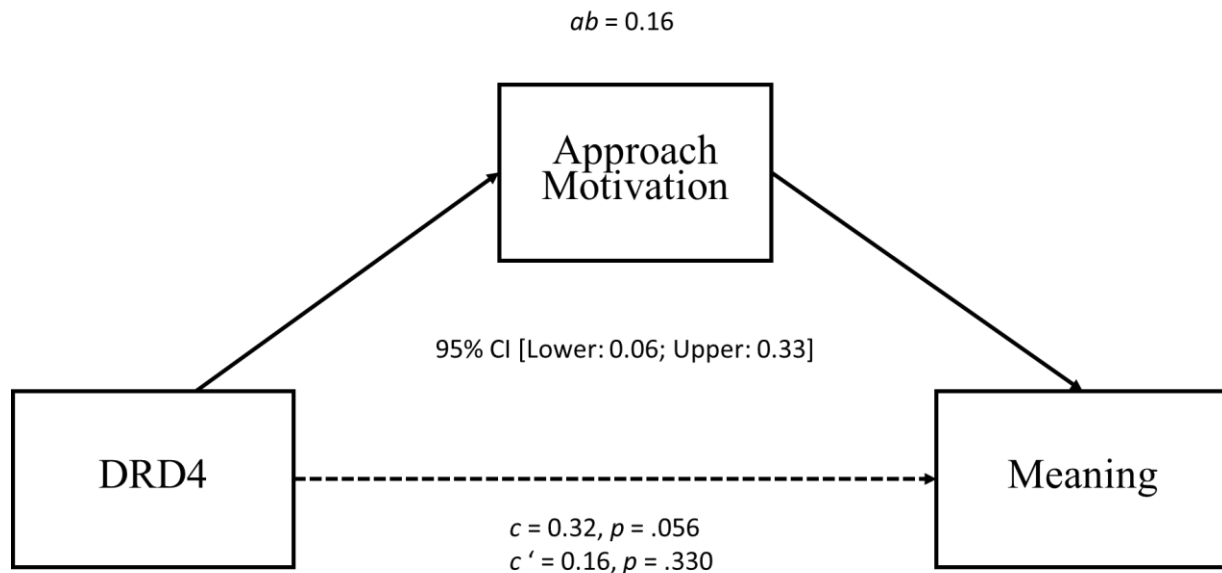 ab = 0.16
Approach
Motivation
95% CI [Lower: 0.06; Upper: 0.33]
DRD4
Meaning
c = 0.32, p = .056
c ‘ = 0.16, p = .330